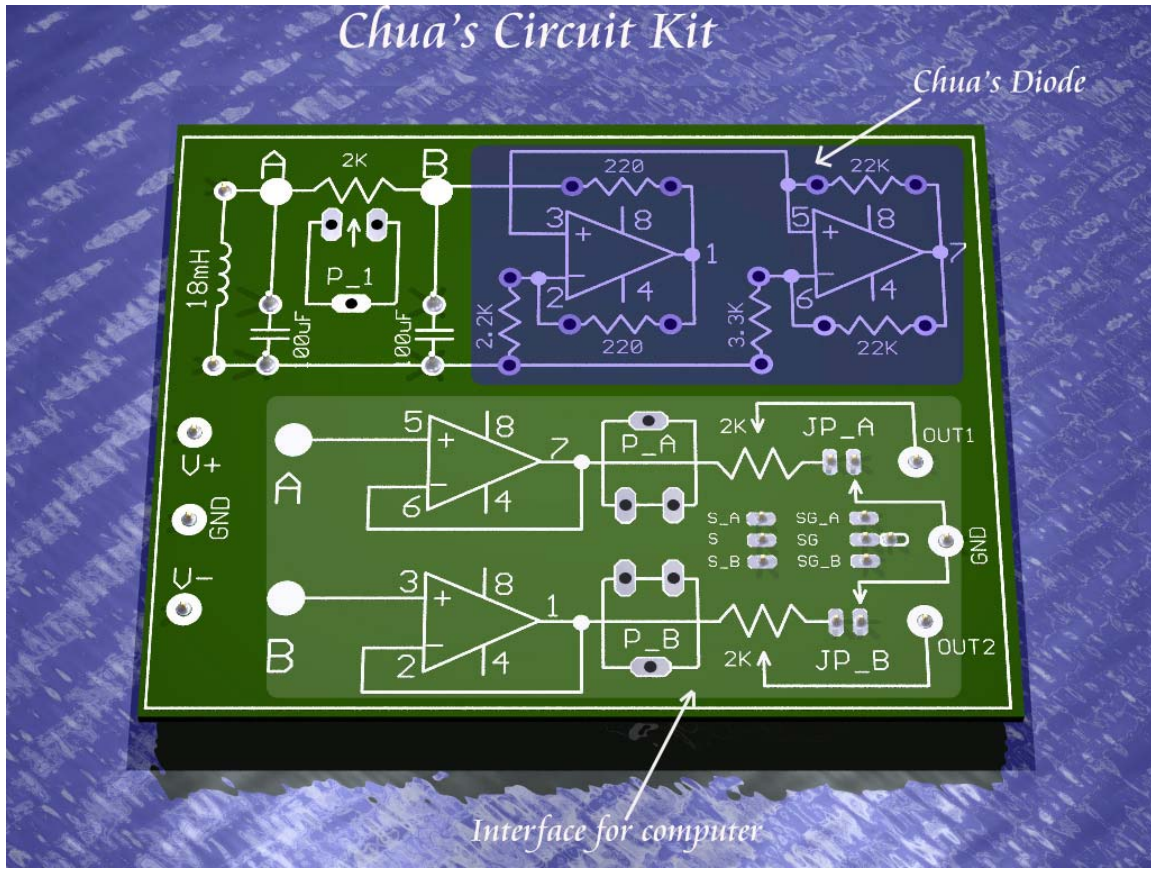 Chua's Circuit Kit
Chua's Diode
A
2K
B
220
22K
3
+
8
1
−
2
4
5
+
8
7
−
6
4
18mH
P_1
00uF
00uF
2.2K
220
3.3K
22K
V+
GND
V-
A
5
+
8
7
−
6
4
P_A
2K
JP_A
OUT1
S_A
SG_A
S
SG
S_B
SG_B
GND
B
3
+
8
1
−
2
4
P_B
2K
JP_B
OUT2
Interface for computer